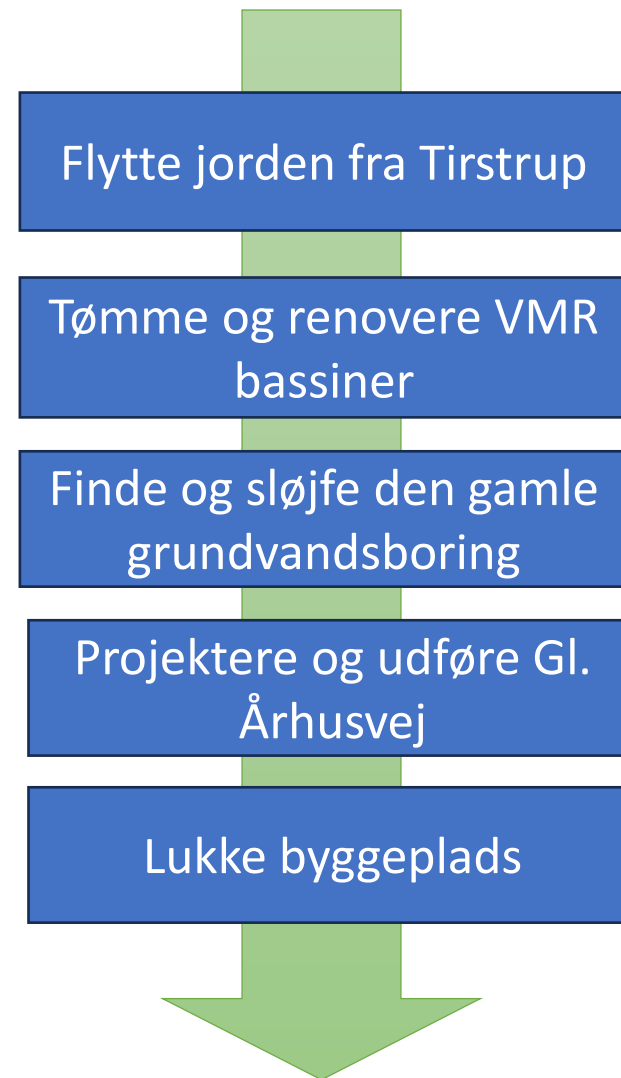 Flytte jorden fra Tirstrup
Tømme og renovere VMR
bassiner
Finde og sløjfe den gamle
grundvandsboring
Projektere og udføre Gl.
Århusvej
Lukke byggeplads